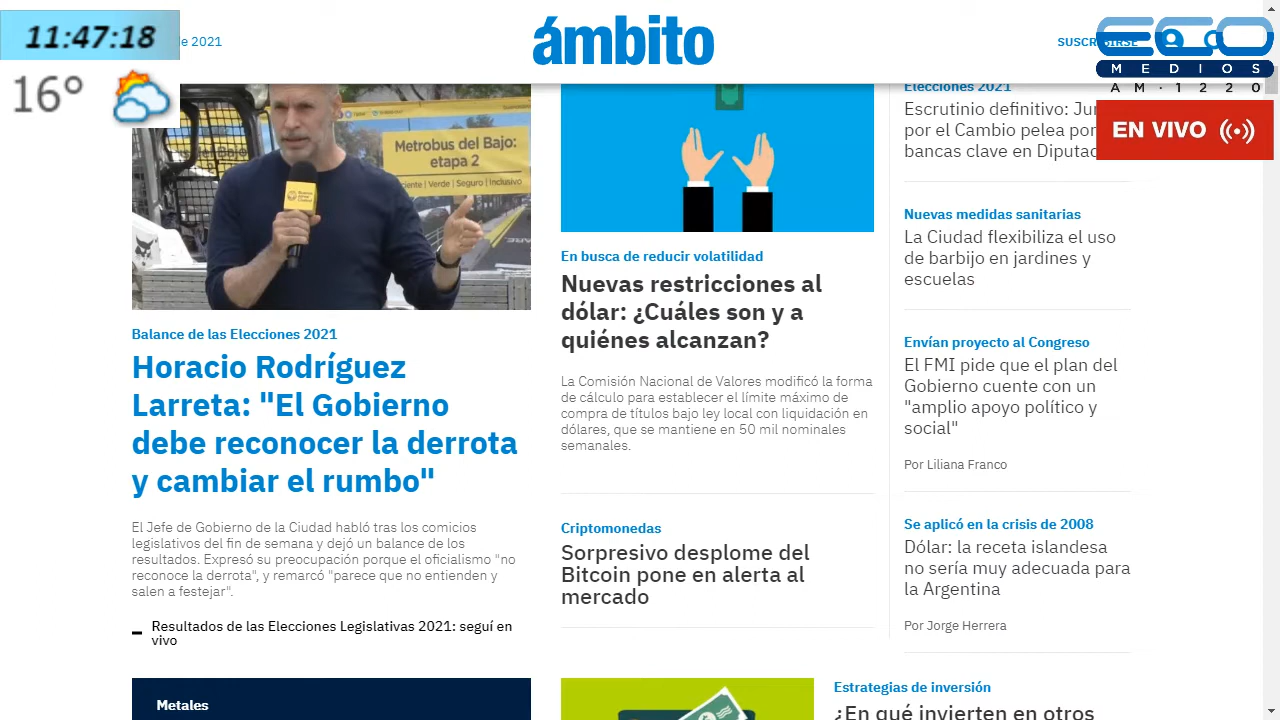 11:47:18
de 2021
ámbito
16°
ECO
MEDIOS
AM·1220
EN VIVO
Metrobus del Bajo:
etapa 2
| Verde | Seguro | Inclusivo
Balance de las Elecciones 2021
Horacio Rodríguez
Larreta: "El Gobierno
debe reconocer la derrota
y cambiar el rumbo"
El Jefe de Gobierno de la Ciudad habló tras los comicios
legislativos del fin de semana y dejó un balance de los
resultados. Expresó su preocupación porque el oficialismo "no
reconoce la derrota", y remarcó "parece que no entienden y
salen a festejar".
Resultados de las Elecciones Legislativas 2021: seguí en
vivo
Metales
En busca de reducir volatilidad
Nuevas restricciones al
dólar: ¿Cuáles son y a
quiénes alcanzan?
La Comisión Nacional de Valores modificó la forma
de cálculo para establecer el límite máximo de
compra de títulos bajo ley local con liquidación en
dólares, que se mantiene en 50 mil nominales
semanales.
Criptomonedas
Sorpresivo desplome del
Bitcoin pone en alerta al
mercado
Elecciones 2021
Escrutinio definitivo:
por el Cambio pelea por
bancas clave en
Nuevas medidas sanitarias
La Ciudad flexibiliza el uso
de barbijo en jardines y
escuelas
Envían proyecto al Congreso
El FMI pide que el plan del
Gobierno cuente con un
"amplio apoyo político y
social"
Por Liliana Franco
Se aplicó en la crisis de 2008
Dólar: la receta islandesa
no sería muy adecuada para
la Argentina
Por Jorge Herrera
Estrategias de inversión
¿En qué invierten en otros